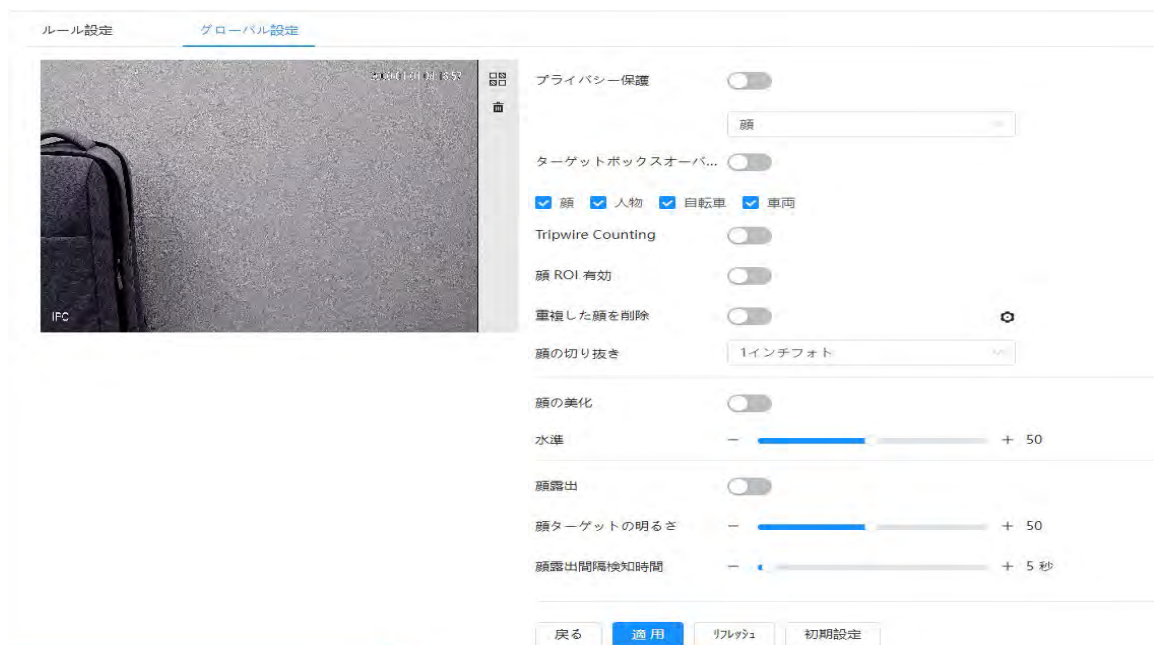 ルール設定 グローバル設定
プライバシー保護
顔
ターゲットボックスオーバ...
顔 人物 自転車 車両
Tripwire Counting
顔 ROI 有効
重複した顔を削除
顔の切り抜き 1インチフォト
顔の美化
水準 50
顔露出
顔ターゲットの明るさ 50
顔露出間隔検知時間 5 秒
戻る 適用 リフレッシュ 初期設定
IPC